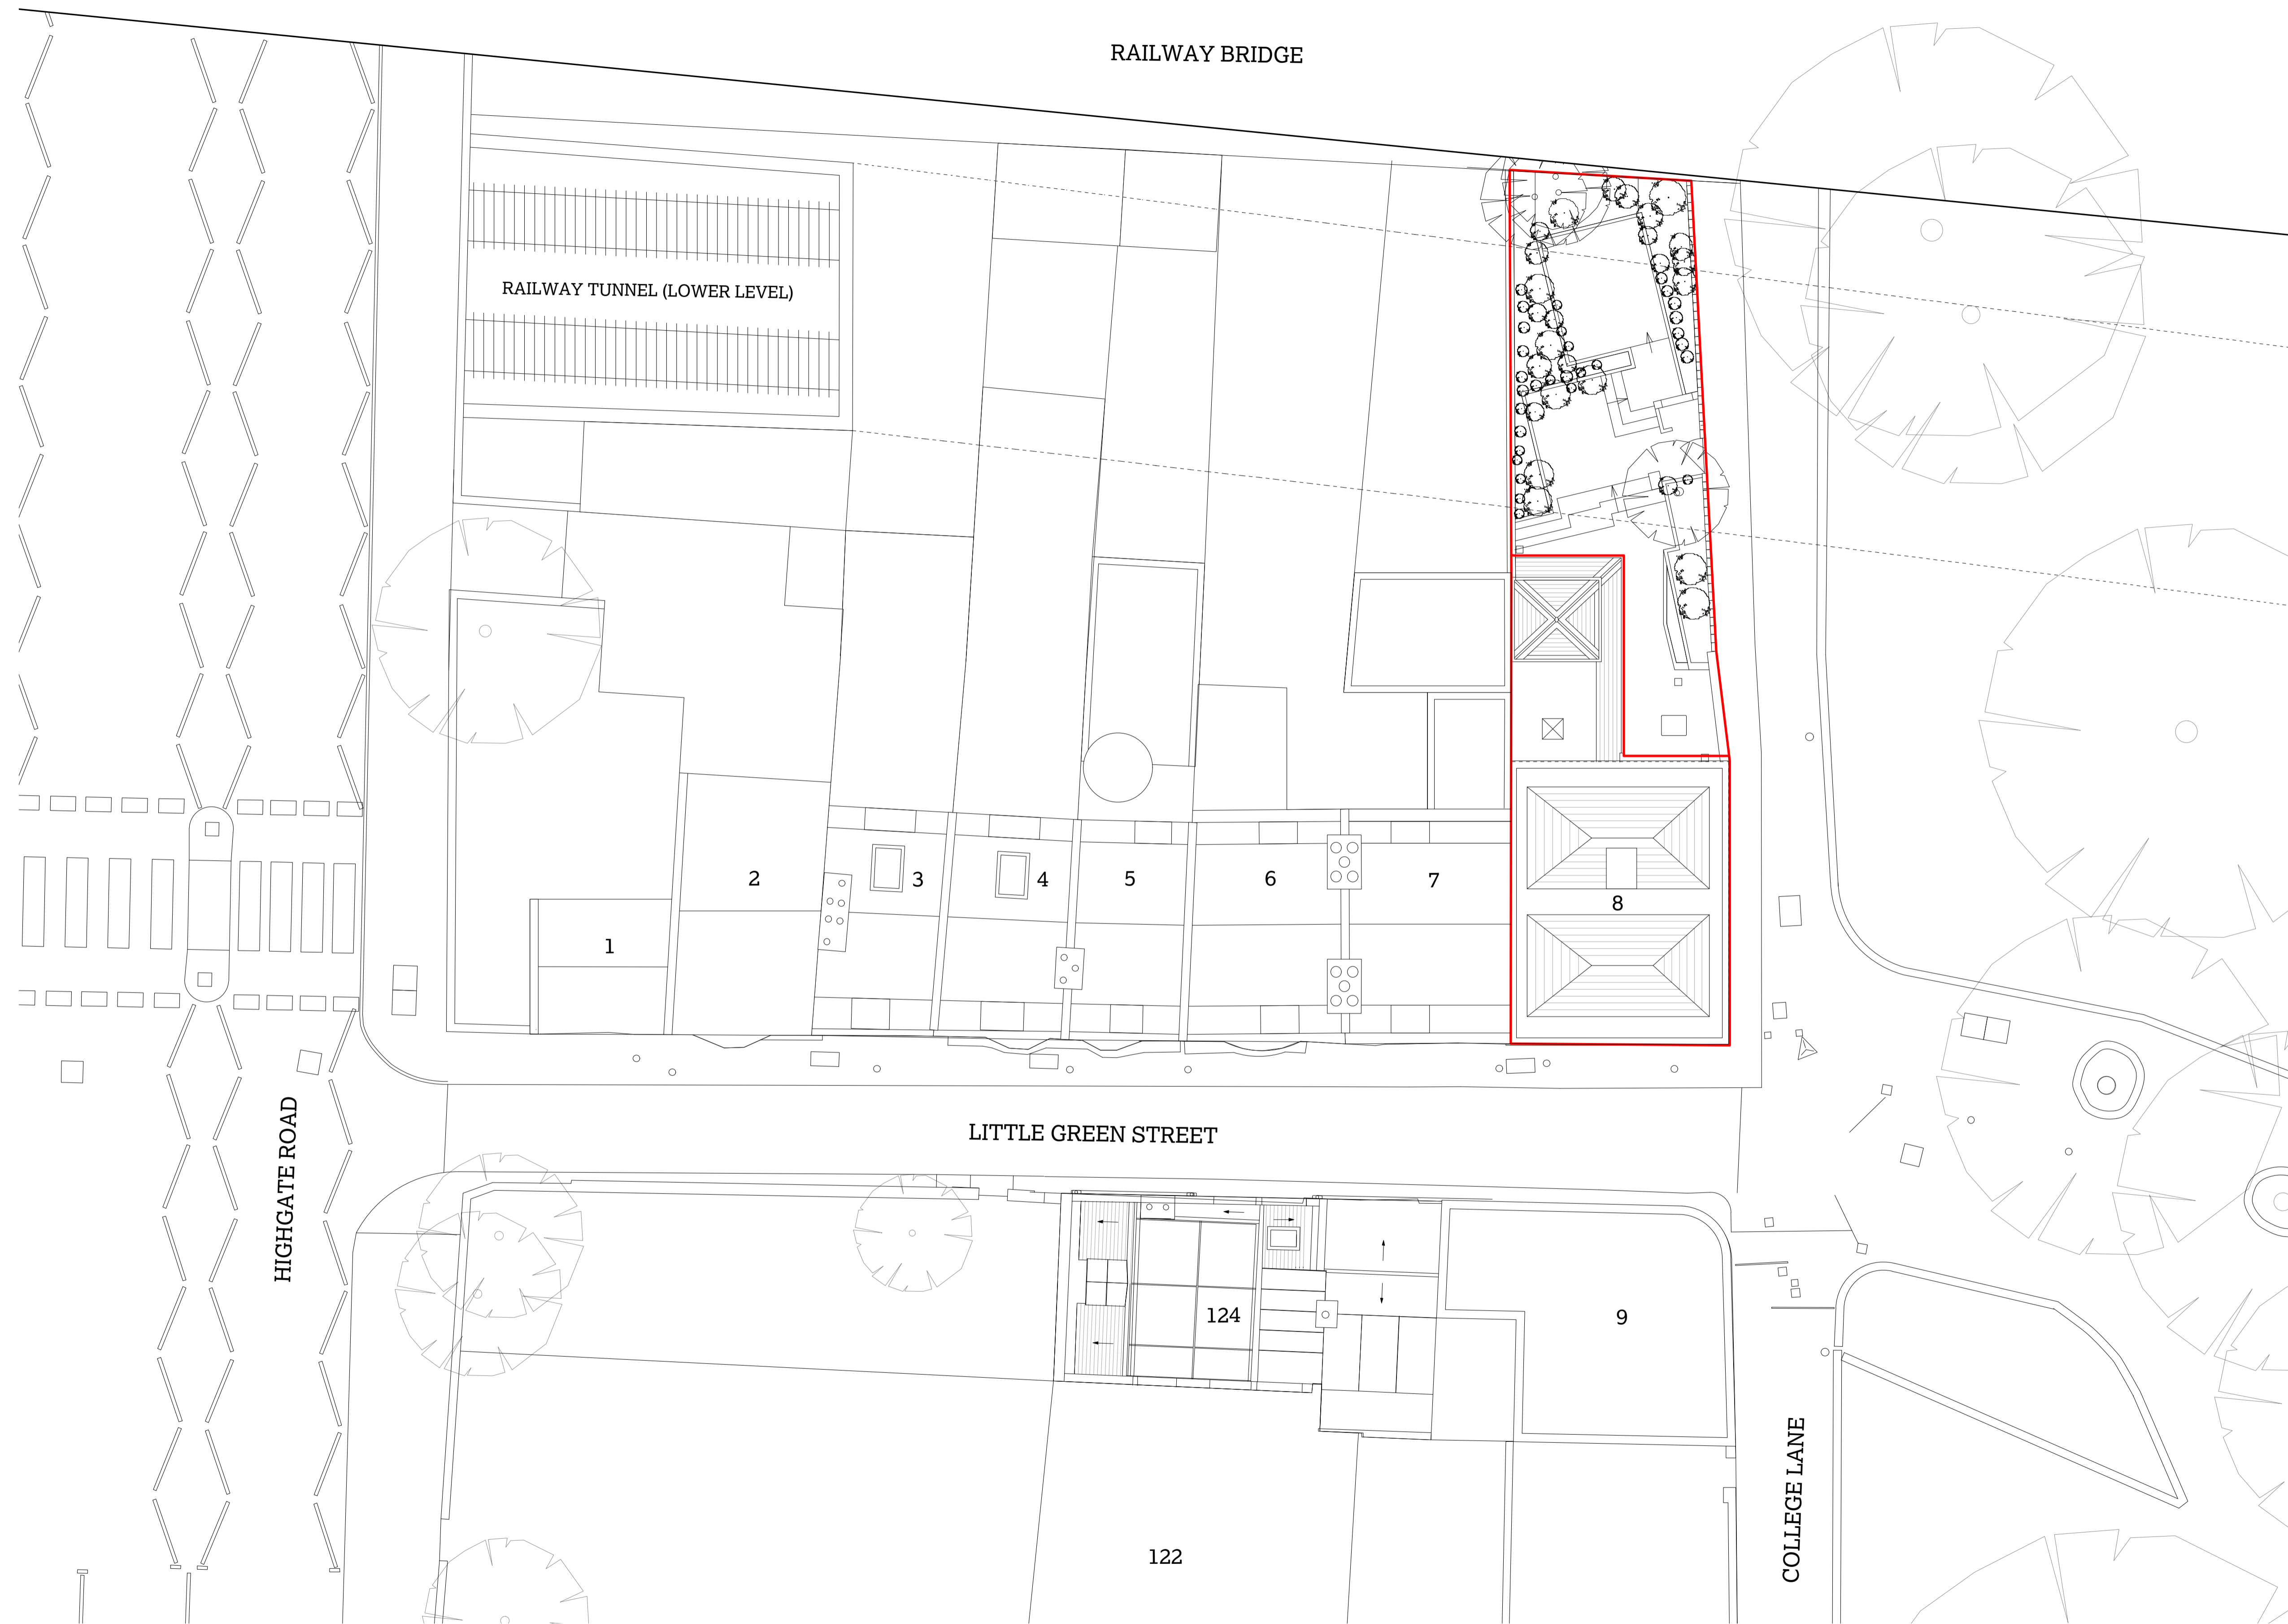 RAILWAY BRIDGE
RAILWAY TUNNEL (LOWER LEVEL)
1
2
3
4
5
6
7
8
LITTLE GREEN STREET
HIGHGATE ROAD
124
9
122
COLLEGE LANE